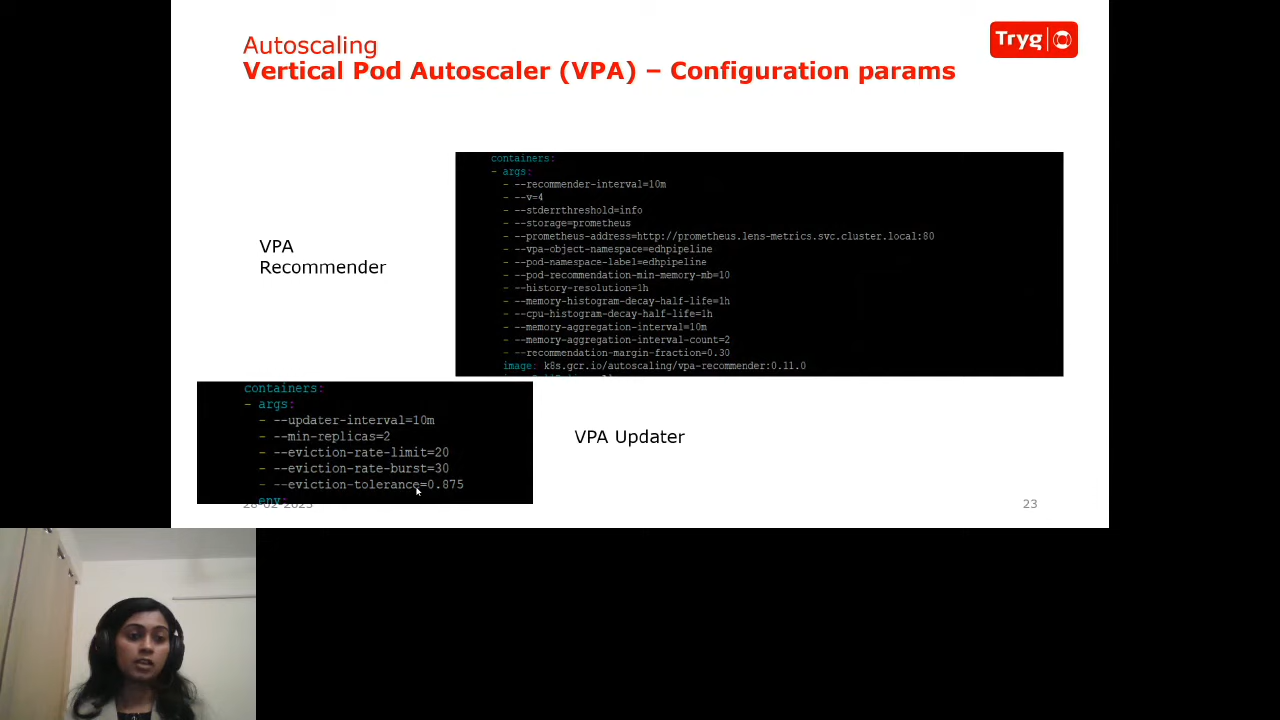 Autoscaling
Vertical Pod Autoscaler (VPA) – Configuration params
Tryg
VPA
Recommender
containers:
- args:
- --recommender-interval=10m
- --v=4
- --stderrthreshold=info
- --storage=prometheus
- --prometheus-address=http://prometheus.lens-metrics.svc.cluster.local:80
- --vpa-object-namespace=edhpipeline
- --pod-namespace-label=edhpipeline
- --pod-recommendation-min-memory-mb=10
- --history-resolution=1h
- --memory-histogram-decay-half-life=1h
- --cpu-histogram-decay-half-life=1h
- --memory-aggregation-interval=10m
- --memory-aggregation-interval-count=2
- --recommendation-margin-fraction=0.30
image: k8s.gcr.io/autoscaling/vpa-recommender:0.11.0
containers:
- args:
- --updater-interval=10m
- --min-replicas=2
- --eviction-rate-limit=20
- --eviction-rate-burst=30
- --eviction-tolerance=0.875
env:
VPA Updater
23